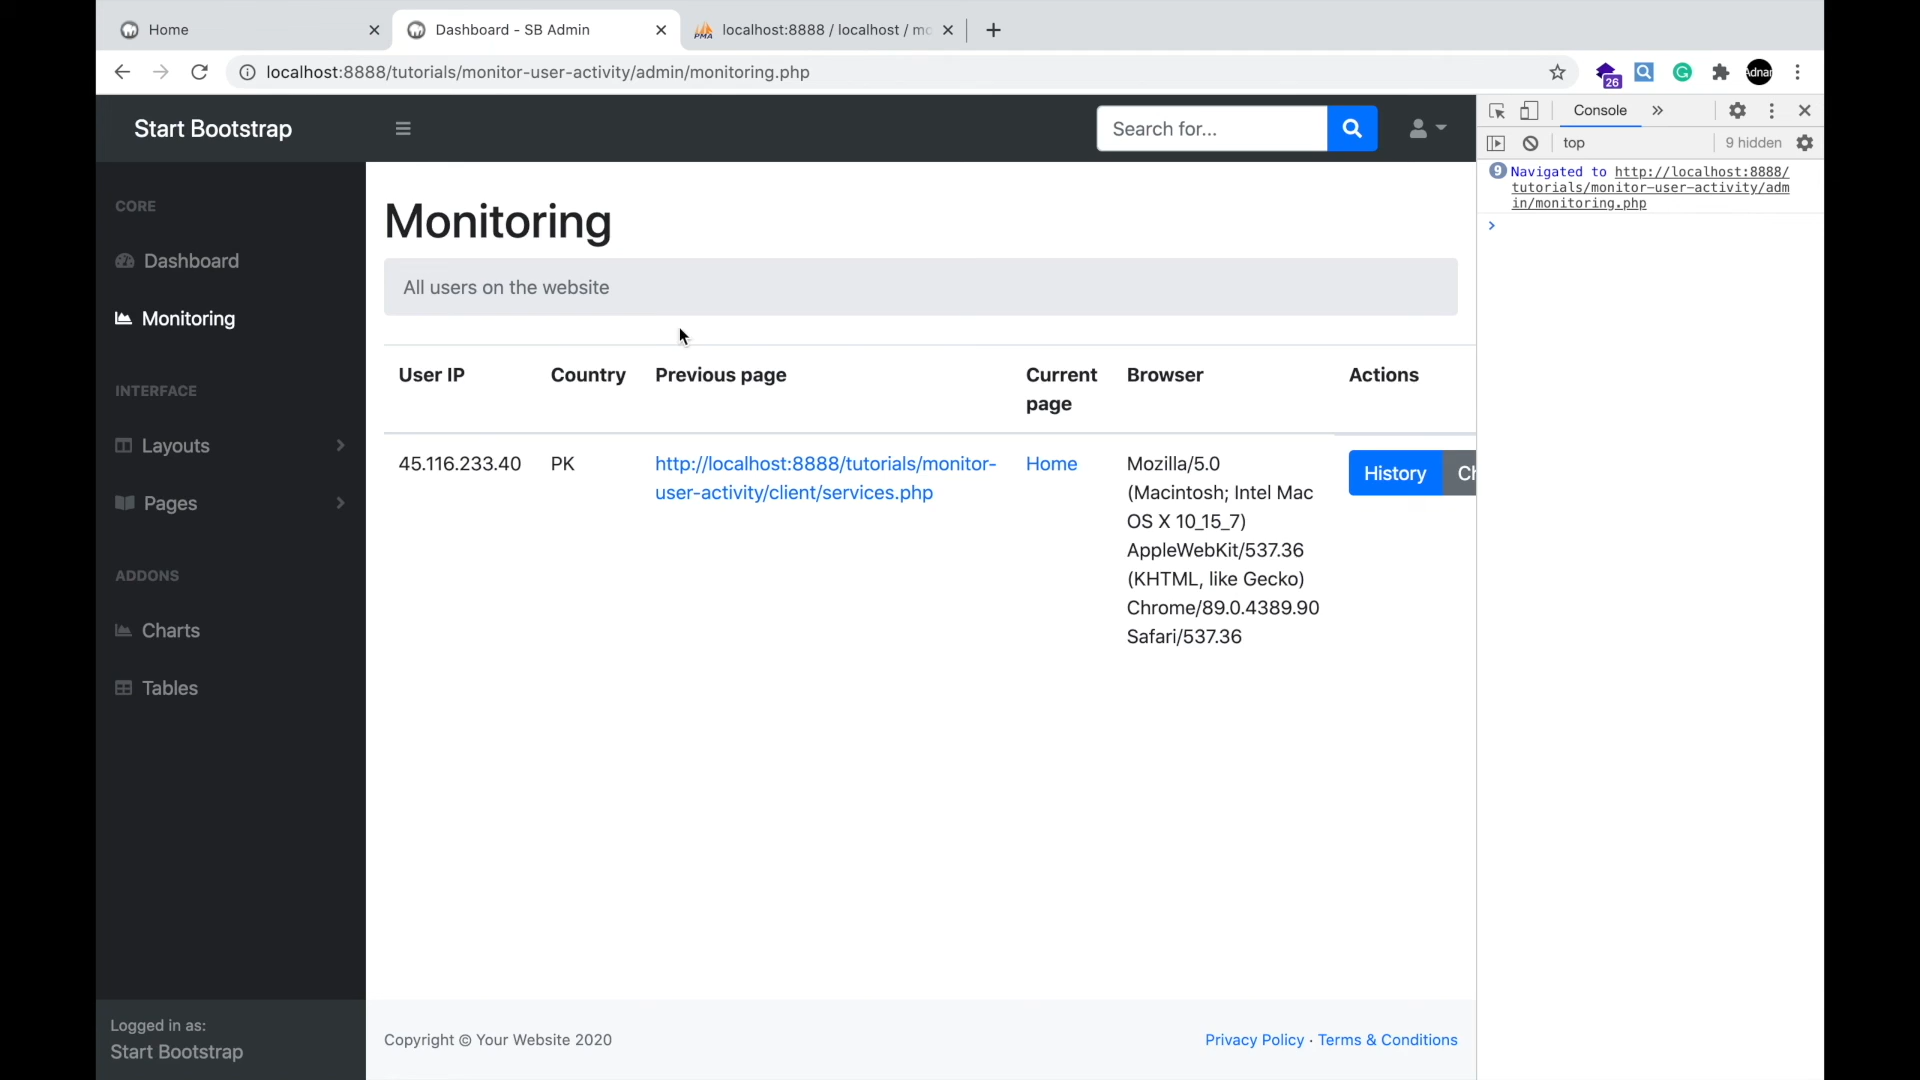 Home
Dashboard - SB Admin
localhost:8888 / localhost / mo
localhost:8888/tutorials/monitor-user-activity/admin/monitoring.php
26
Adnan
Start Bootstrap
Search for...
Console
top
9 hidden
9 Navigated to http://localhost:8888/
tutorials/monitor-user-activity/adm
in/monitoring.php
CORE
Dashboard
Monitoring
INTERFACE
Layouts
Pages
ADDONS
Charts
Tables
Logged in as:
Start Bootstrap
Monitoring
All users on the website
User IP
Country
Previous page
Current
page
Browser
Actions
45.116.233.40
PK
http://localhost:8888/tutorials/monitor-
user-activity/client/services.php
Home
Mozilla/5.0
(Macintosh; Intel Mac
OS X 10_15_7)
AppleWebKit/537.36
(KHTML, like Gecko)
Chrome/89.0.4389.90
Safari/537.36
History
Ch
Copyright © Your Website 2020
Privacy Policy · Terms & Conditions